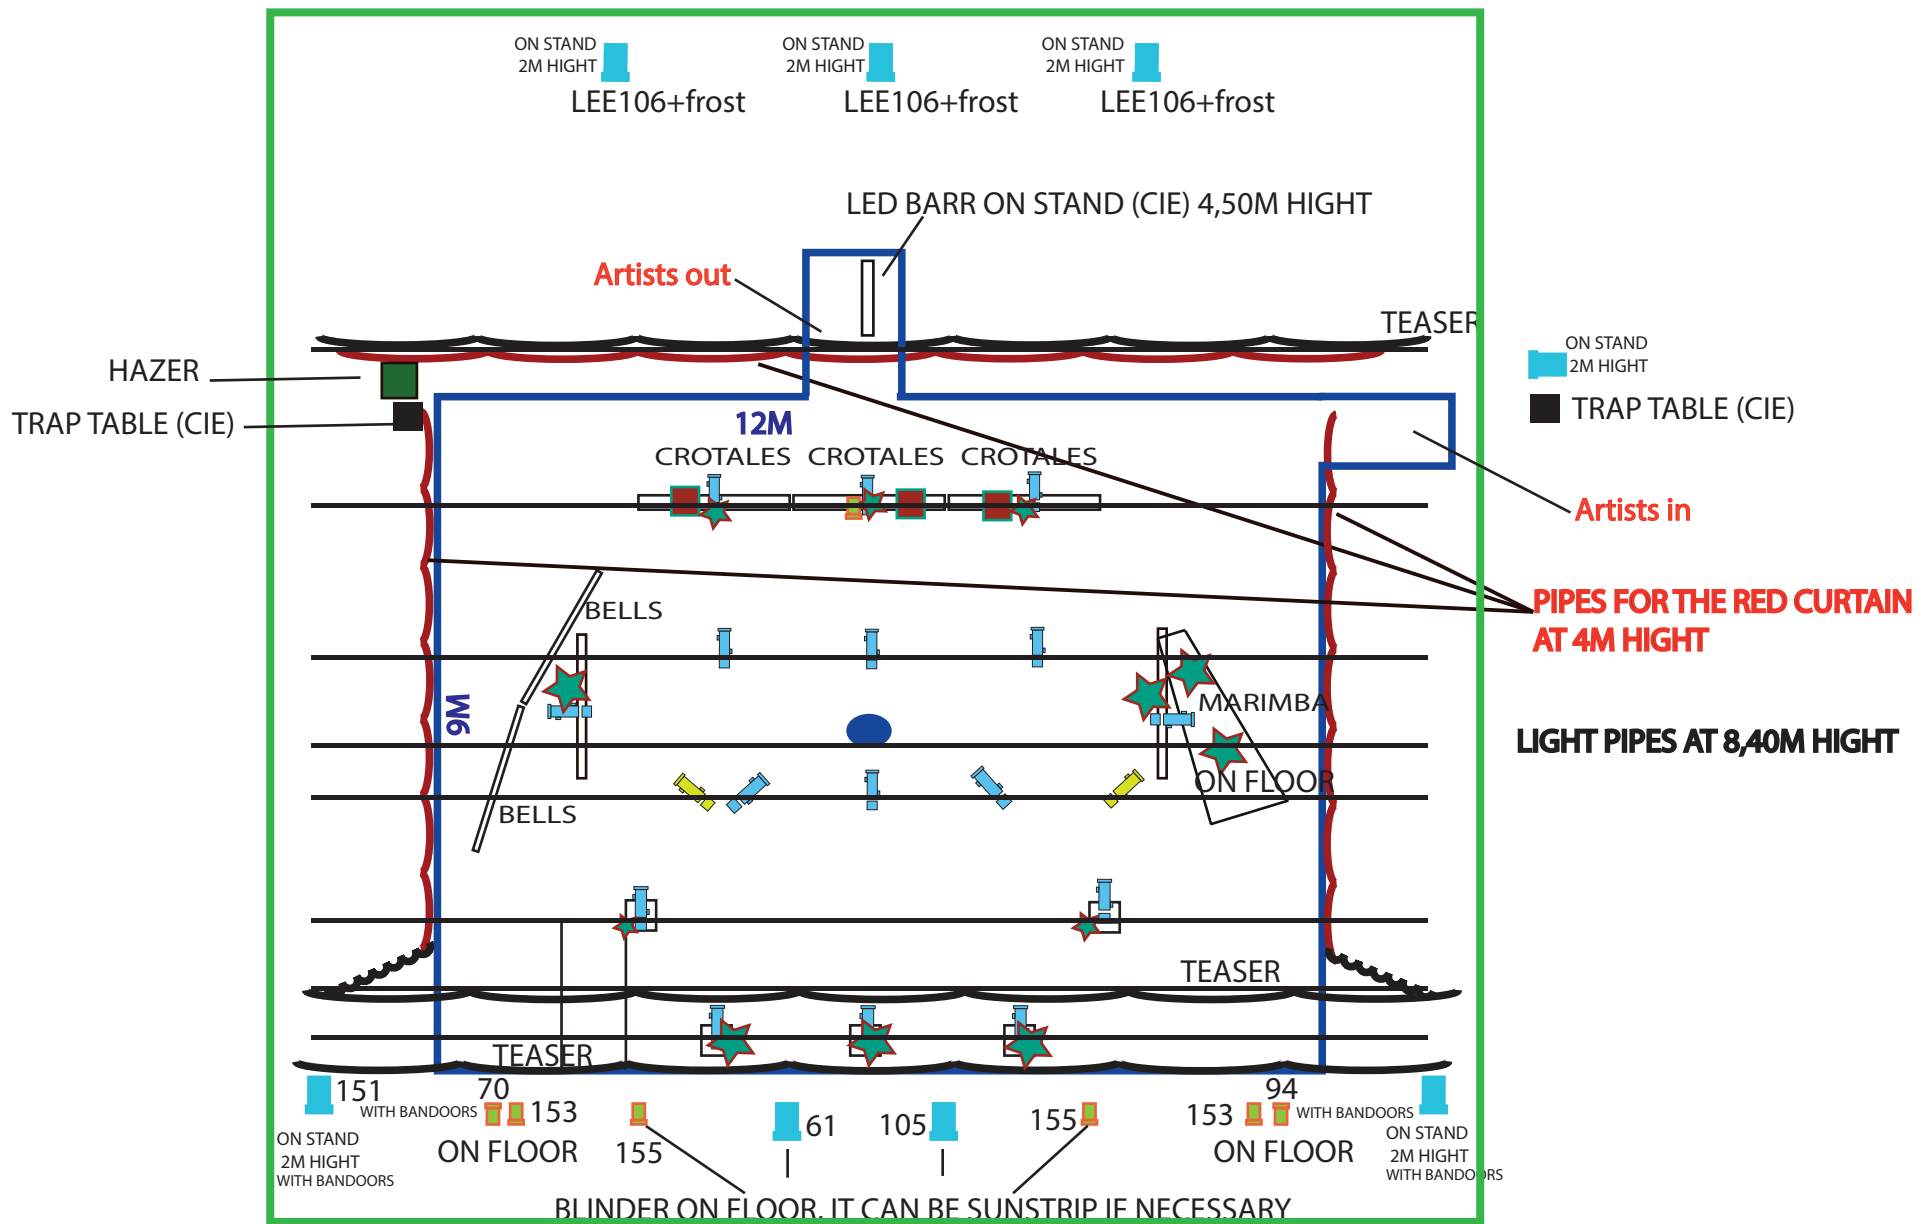 ON STAND
2M HIGHT
LEE106+frost
ON STAND
2M HIGHT
LEE106+frost
ON STAND
2M HIGHT
LEE106+frost
LED BARR ON STAND (CIE) 4,50M HIGHT
Artists out
TEASER
ON STAND
2M HIGHT
HAZER
TRAP TABLE (CIE)
TRAP TABLE (CIE)
12M
CROTALES
CROTALES
CROTALES
Artists in
BELLS
PIPES FOR THE RED CURTAIN
AT 4M HIGHT
9M
MARIMBA
LIGHT PIPES AT 8,40M HIGHT
ON FLOOR
BELLS
TEASER
TEASER
151
70
94
WITH BANDOORS
153
155
61
105
155
153
WITH BANDOORS
ON STAND
2M HIGHT
WITH BANDOORS
ON FLOOR
ON FLOOR
ON STAND
2M HIGHT
WITH BANDOORS
BLINDER ON FLOOR, IT CAN BE SUNSTRIP IF NECESSARY